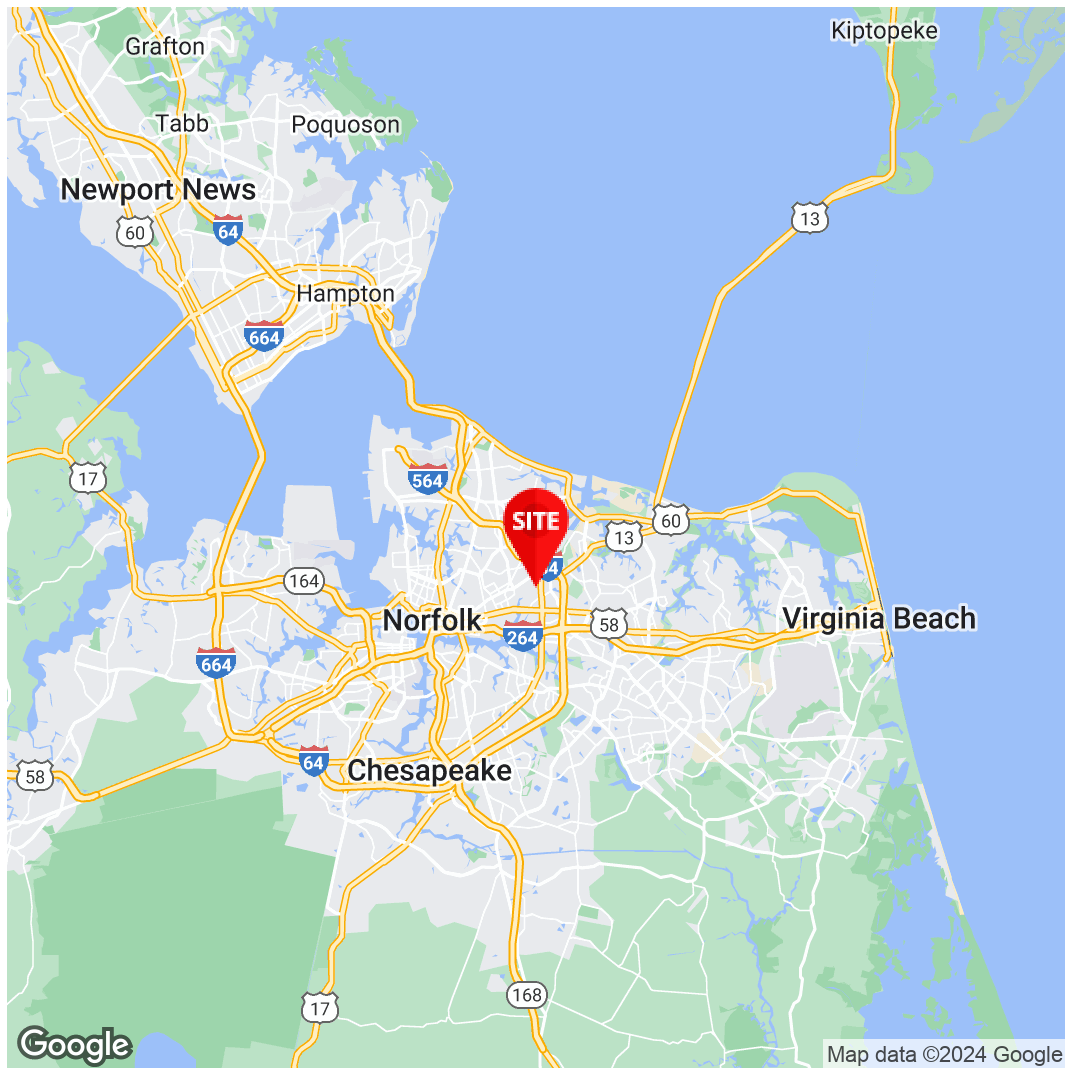 Grafton
Kiptopeke
Tabb
Poquoson
Newport News
13
60
64
Hampton
664
17
564
60
13
SITE
164
Norfolk
58
Virginia Beach
264
664
64
Chesapeake
58
168
17
Google
Map data ©2024 Google